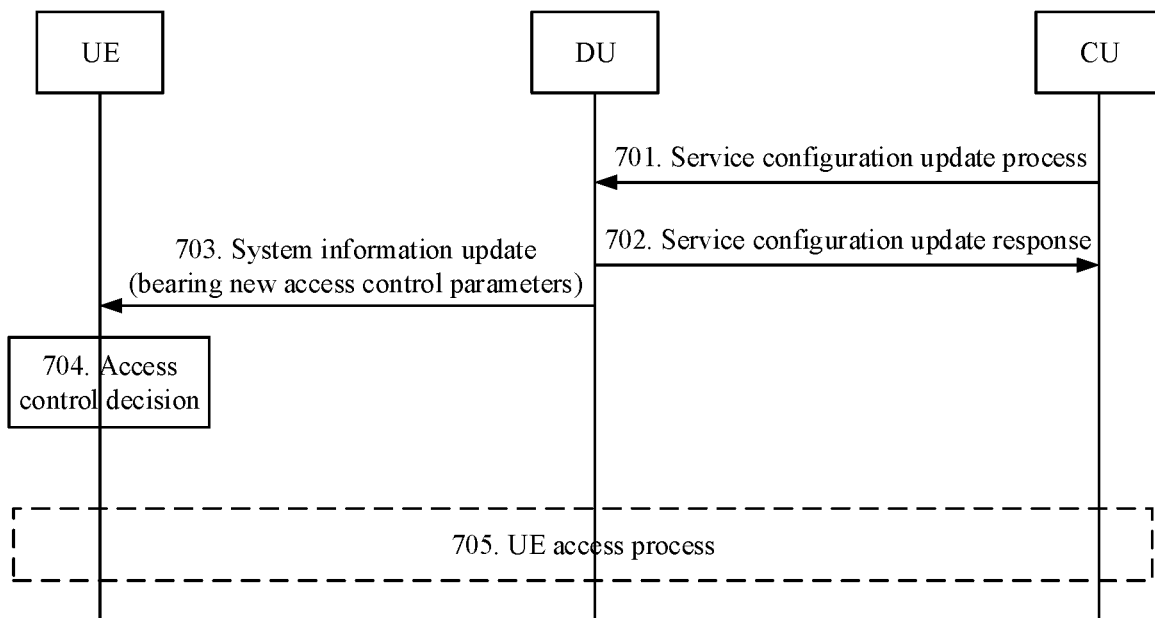 UE
DU
CU
701. Service configuration update process
702. Service configuration update response
703. System information update
(bearing new access control parameters)
704. Access
control decision
705. UE access process